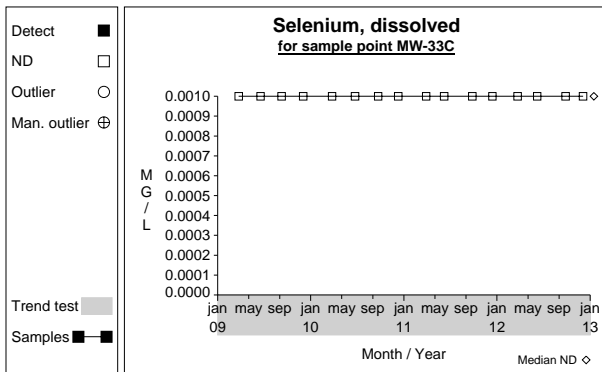 Detect
ND
Outlier
Man. outlier
Trend test
Samples
Selenium, dissolved
for sample point MW-33C
M
G
/
L
0.0010
0.0009
0.0008
0.0007
0.0006
0.0005
0.0004
0.0003
0.0002
0.0001
0.0000
jan may sep jan may sep jan may sep jan may sep jan
09 10 11 12 13
Month / Year
Median ND